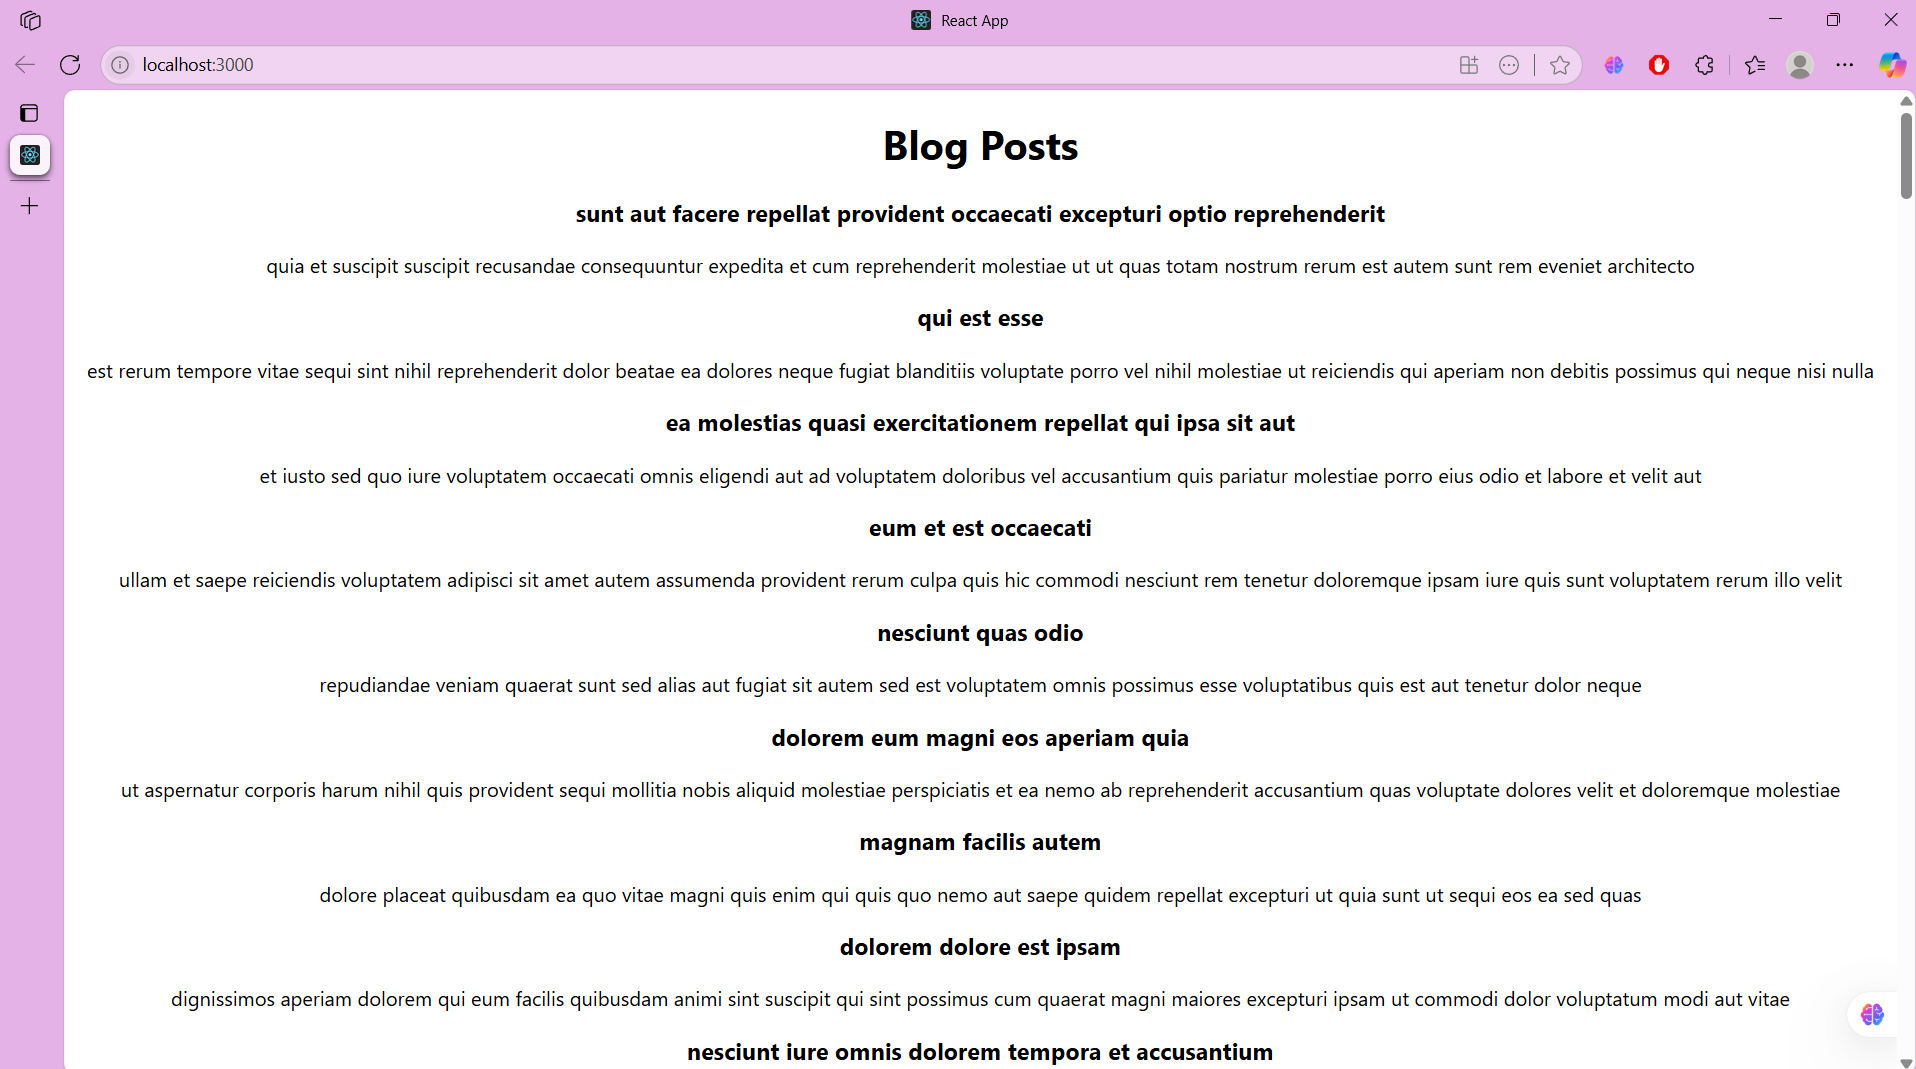 React App
localhost:3000
Blog Posts
sunt aut facere repellat provident occaecati excepturi optio reprehenderit
quia et suscipit suscipit recusandae consequuntur expedita et cum reprehenderit molestiae ut ut quas totam nostrum rerum est autem sunt rem eveniet architecto
qui est esse
est rerum tempore vitae sequi sint nihil reprehenderit dolor beatae ea dolores neque fugiat blanditiis voluptate porro vel nihil molestiae ut reiciendis qui aperiam non debitis possimus qui neque nisi nulla
ea molestias quasi exercitationem repellat qui ipsa sit aut
et iusto sed quo iure voluptatem occaecati omnis eligendi aut ad voluptatem doloribus vel accusantium quis pariatur molestiae porro eius odio et labore et velit aut
eum et est occaecati
ullam et saepe reiciendis voluptatem adipisci sit amet autem assumenda provident rerum culpa quis hic commodi nesciunt rem tenetur doloremque ipsam iure quis sunt voluptatem rerum illo velit
nesciunt quas odio
repudiandae veniam quaerat sunt sed alias aut fugiat sit autem sed est voluptatem omnis possimus esse voluptatibus quis est aut tenetur dolor neque
dolorem eum magni eos aperiam quia
ut aspernatur corporis harum nihil quis provident sequi mollitia nobis aliquid molestiae perspiciatis et ea nemo ab reprehenderit accusantium quas voluptate dolores velit et doloremque molestiae
magnam facilis autem
dolore placeat quibusdam ea quo vitae magni quis enim qui quis quo nemo aut saepe quidem repellat excepturi ut quia sunt ut sequi eos ea sed quas
dolorem dolore est ipsam
dignissimos aperiam dolorem qui eum facilis quibusdam animi sint suscipit qui sint possimus cum quaerat magni maiores excepturi ipsam ut commodi dolor voluptatum modi aut vitae
nesciunt iure omnis dolorem tempora et accusantium